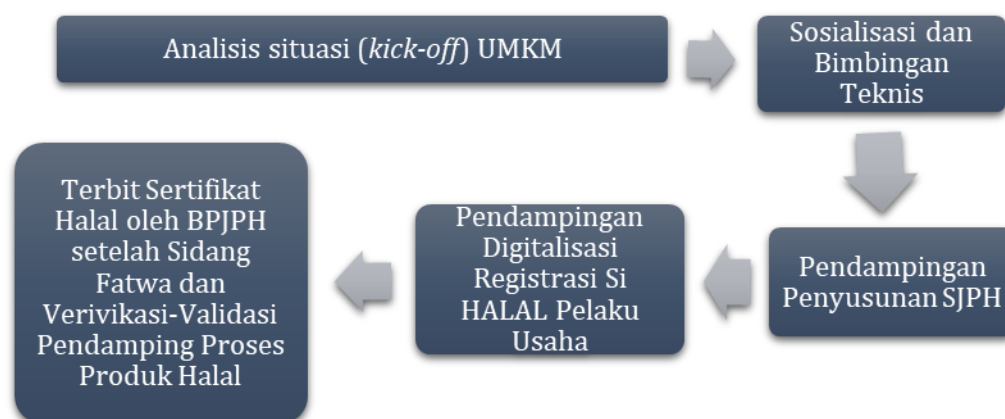 Analisis situasi (kick-off) UMKM
Sosialisasi dan
Bimbingan
Teknis
Pendampingan
Penyusunan SJPH
Pendampingan
Digitalisasi
Registrasi Si
HALAL Pelaku
Usaha
Terbit Sertifikat
Halal oleh BPJPH
setelah Sidang
Fatwa dan
Verivikasi-Validasi
Pendamping Proses
Produk Halal